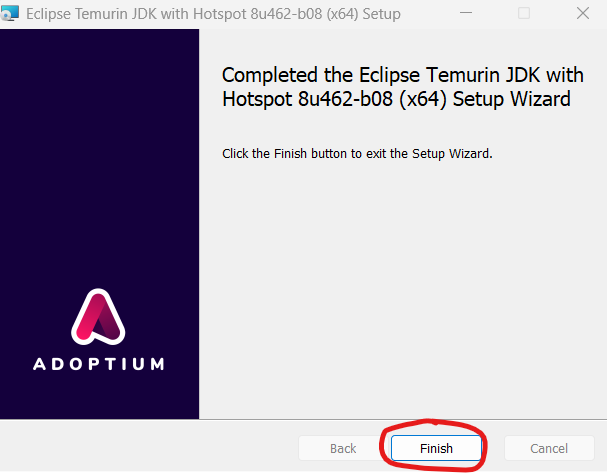 Eclipse Temurin JDK with Hotspot 8u462-b08 (x64) Setup
Completed the Eclipse Temurin JDK with
Hotspot 8u462-b08 (x64) Setup Wizard
Click the Finish button to exit the Setup Wizard.
ADOPTIUM
Back
Finish
Cancel